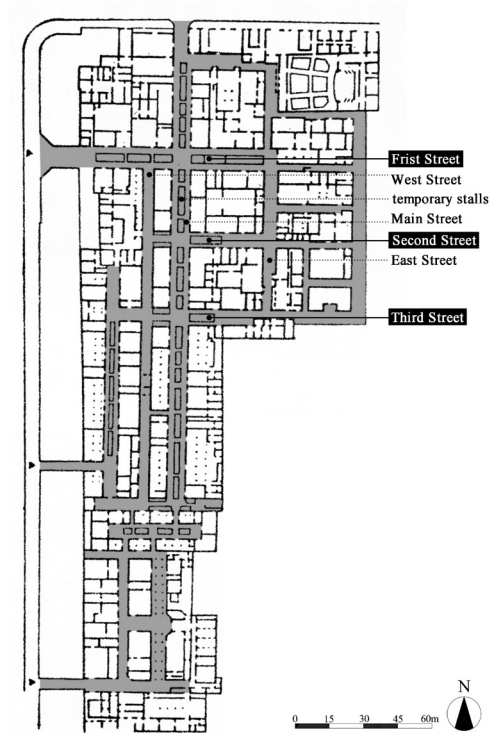 Frist Street
West Street
temporary stalls
Main Street
Second Street
East Street
Third Street
N
0 15 30 45 60m